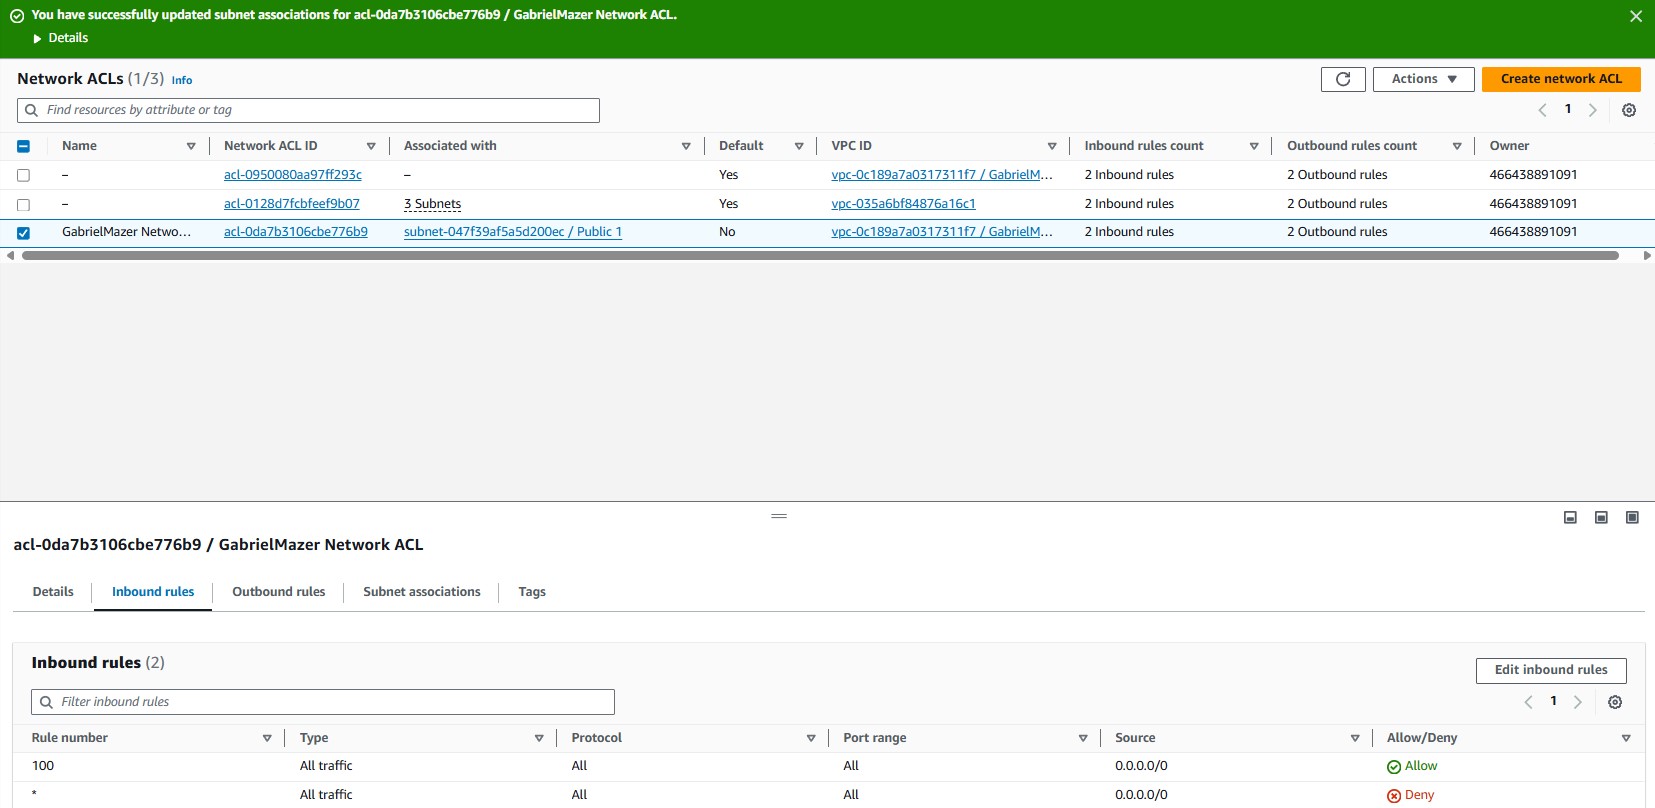 You have successfully updated subnet associations for acl-0da7b3106cbe776b9 / GabrielMazer Network ACL.
Details
Network ACLs (1/3) Info
Actions
Create network ACL
Find resources by attribute or tag
1
Name Network ACL ID Associated with Default VPC ID Inbound rules count Outbound rules count Owner
– acl-0950080aa97ff293c – Yes vpc-0c189a7a0317311f7 / GabrielM... 2 Inbound rules 2 Outbound rules 466438891091
– acl-0128d7fcbfeef9b07 3 Subnets Yes vpc-035a6bf84876a16c1 2 Inbound rules 2 Outbound rules 466438891091
GabrielMazer Netwo... acl-0da7b3106cbe776b9 subnet-047f39af5a5d200ec / Public 1 No vpc-0c189a7a0317311f7 / GabrielM... 2 Inbound rules 2 Outbound rules 466438891091
acl-0da7b3106cbe776b9 / GabrielMazer Network ACL
Details Inbound rules Outbound rules Subnet associations Tags
Inbound rules (2)
Edit inbound rules
Filter inbound rules
1
Rule number Type Protocol Port range Source Allow/Deny
100 All traffic All All 0.0.0.0/0 Allow
* All traffic All All 0.0.0.0/0 Deny